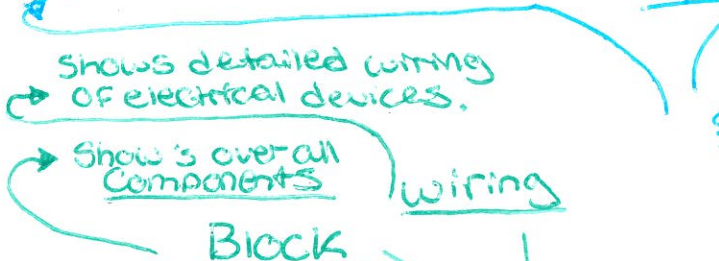 Shows detailed wiring
of electrical devices.
Show's over-all
Components
wiring
Block